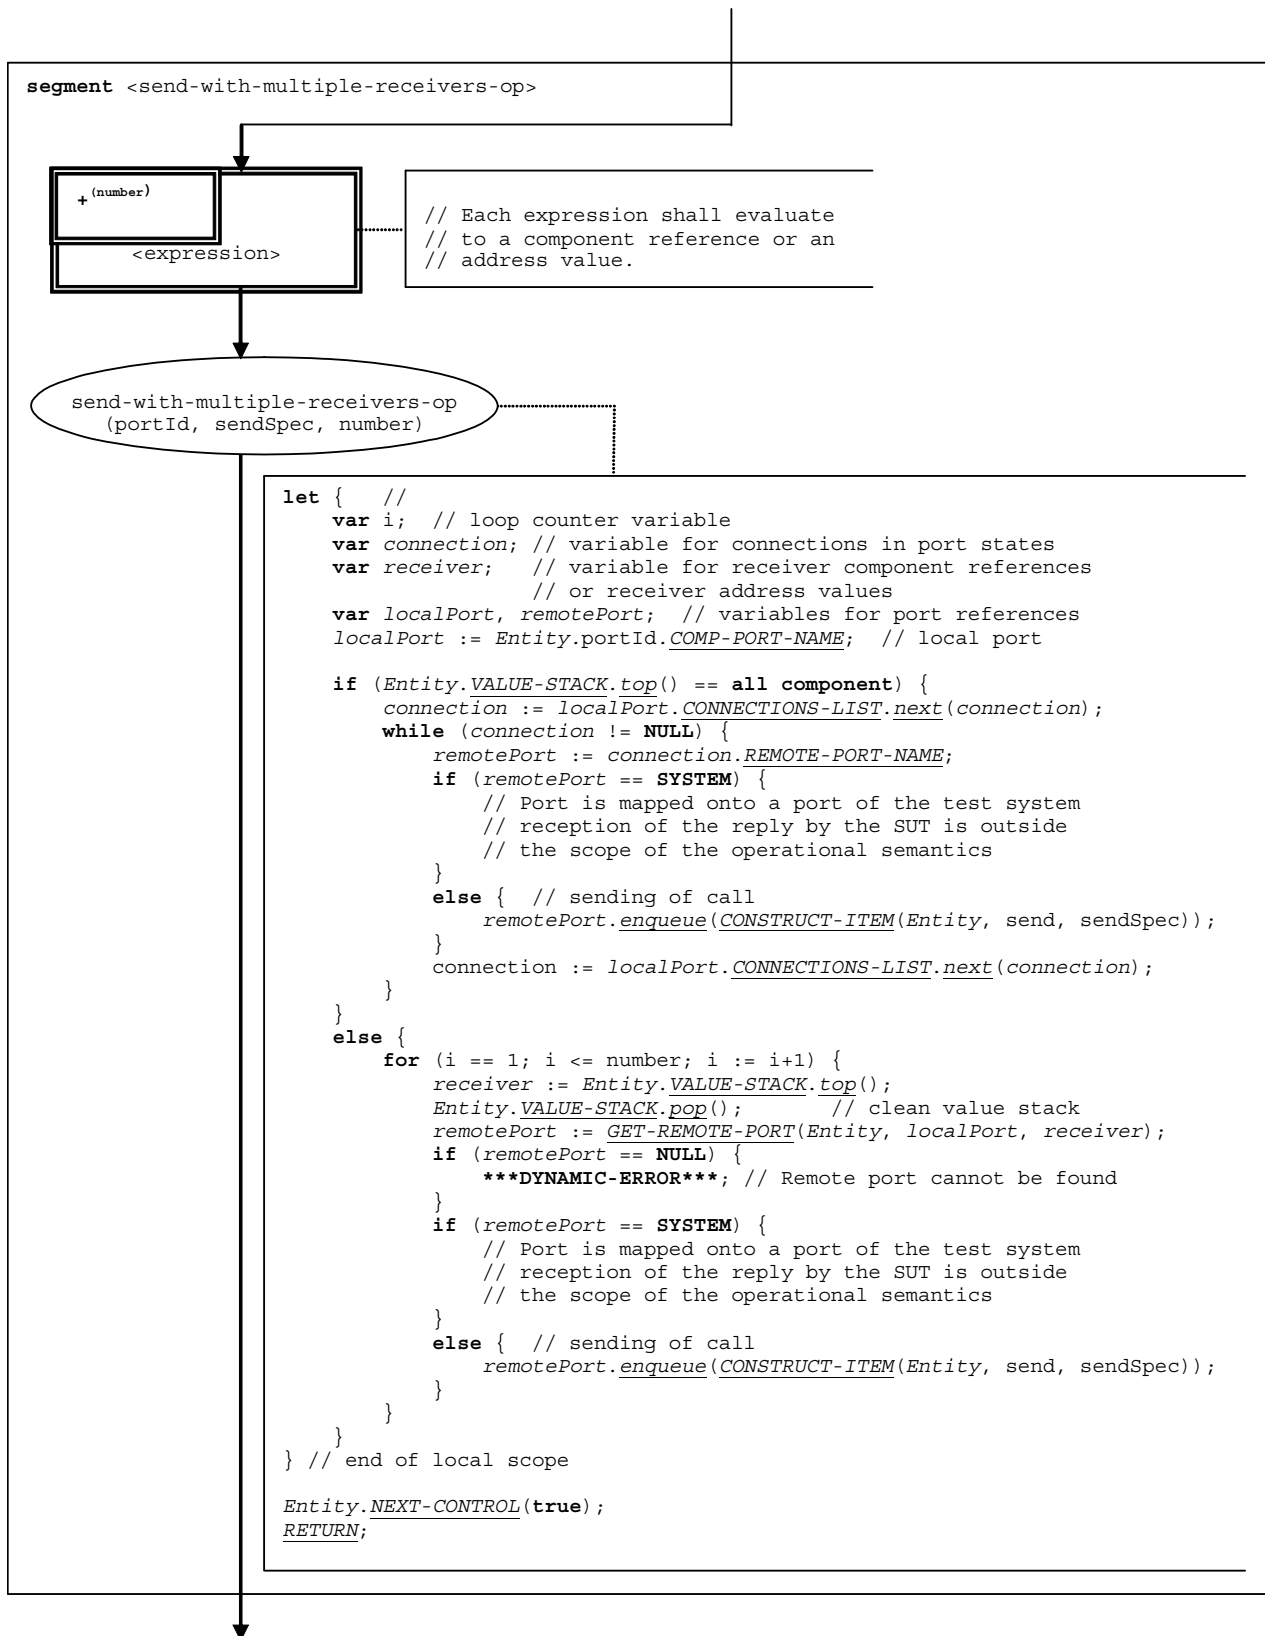 segment <send-with-multiple-receivers-op>
+(number)
<expression>
// Each expression shall evaluate
// to a component reference or an
// address value.
send-with-multiple-receivers-op
(portId, sendSpec, number)
let {   //
    var i;  // loop counter variable
    var connection; // variable for connections in port states
    var receiver;   // variable for receiver component references
                    // or receiver address values
    var localPort, remotePort;  // variables for port references
    localPort := Entity.portId.COMP-PORT-NAME;  // local port
    if (Entity.VALUE-STACK.top() == all component) {
        connection := localPort.CONNECTIONS-LIST.next(connection);
        while (connection != NULL) {
            remotePort := connection.REMOTE-PORT-NAME;
            if (remotePort == SYSTEM) {
                // Port is mapped onto a port of the test system
                // reception of the reply by the SUT is outside
                // the scope of the operational semantics
            }
            else {  // sending of call
                remotePort.enqueue(CONSTRUCT-ITEM(Entity, send, sendSpec));
            }
            connection := localPort.CONNECTIONS-LIST.next(connection);
        }
    }
    else {
        for (i == 1; i <= number; i := i+1) {
            receiver := Entity.VALUE-STACK.top();
            Entity.VALUE-STACK.pop();       // clean value stack
            remotePort := GET-REMOTE-PORT(Entity, localPort, receiver);
            if (remotePort == NULL) {
                ***DYNAMIC-ERROR***; // Remote port cannot be found
            }
            if (remotePort == SYSTEM) {
                // Port is mapped onto a port of the test system
                // reception of the reply by the SUT is outside
                // the scope of the operational semantics
            }
            else {  // sending of call
                remotePort.enqueue(CONSTRUCT-ITEM(Entity, send, sendSpec));
            }
        }
    }
} // end of local scope
Entity.NEXT-CONTROL(true);
RETURN;